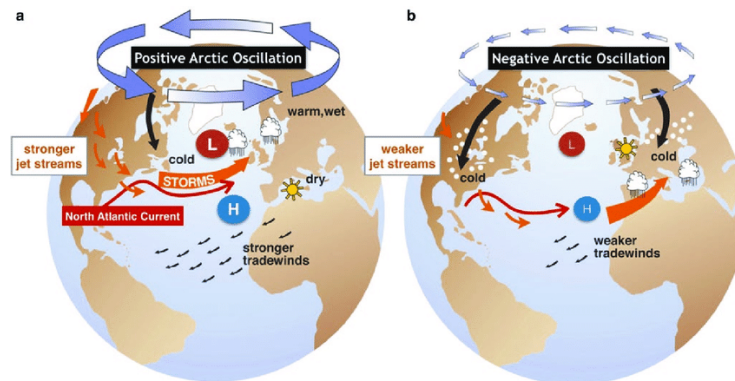 a
Positive Arctic Oscillation
warm,wet
stronger
jet streams
L
cold
STORMS
dry
North Atlantic Current
H
stronger
tradewinds
b
Negative Arctic Oscillation
weaker
jet streams
L
cold
cold
H
weaker
tradewinds